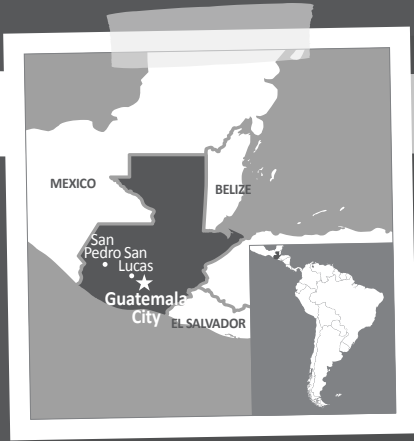 MEXICO
BELIZE
San
Pedro San
Lucas
Guatemala
City
EL SALVADOR